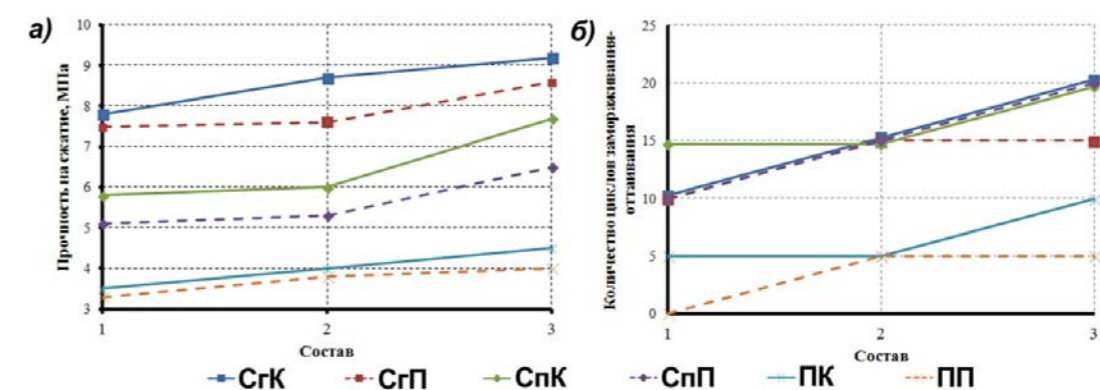 а)
10
9
8
7
6
5
4
3
Прочность на сжатие, МПа
1
2
3
Состав
б)
25
20
15
10
5
0
Количество циклов замораживания-
оттаивания
1
2
3
Состав
СгК
СгП
СпК
СпП
ПК
ПП